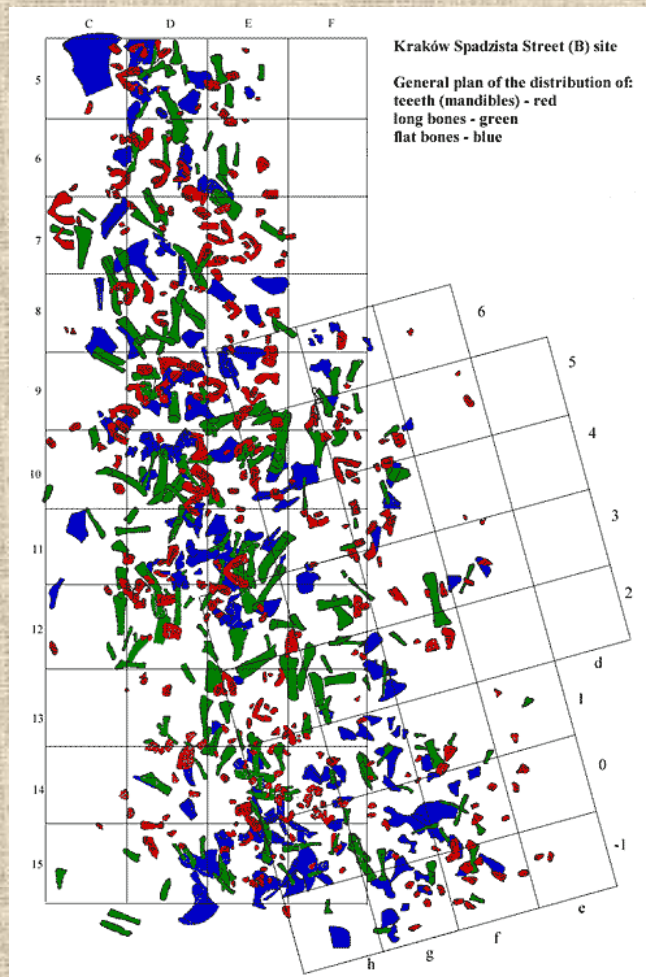 C D E F
Kraków Spadzista Street (B) site
General plan of the distribution of:
teeeth (mandibles) - red
long bones - green
flat bones - blue
5
6
7
8
9
10
11
12
13
14
15
6
5
4
3
2
d
1
0
-1
e
f
g
h